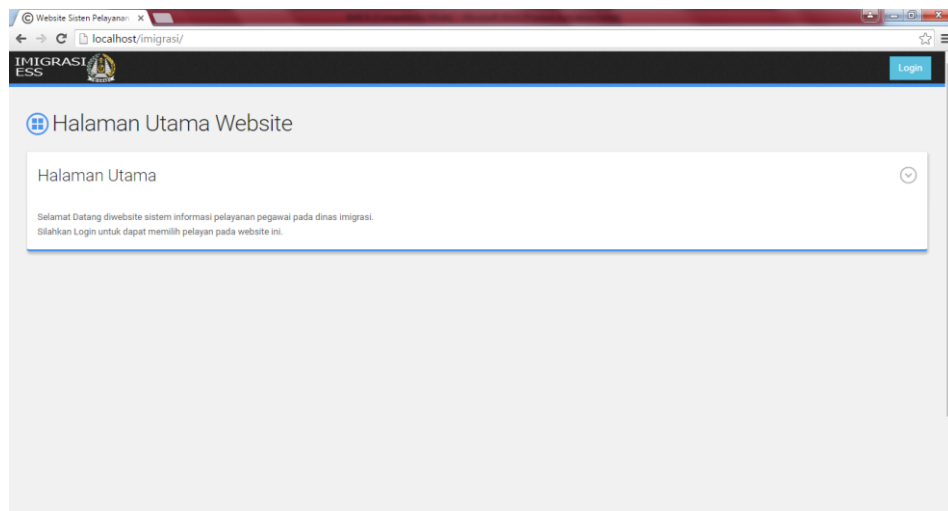 Website Sisten Pelayanan
localhost/imigrasi/
IMIGRASI
ESS
Login
Halaman Utama Website
Halaman Utama
Selamat Datang diwebsite sistem informasi pelayanan pegawai pada dinas imigrasi.
Silahkan Login untuk dapat memilih pelayan pada website ini.